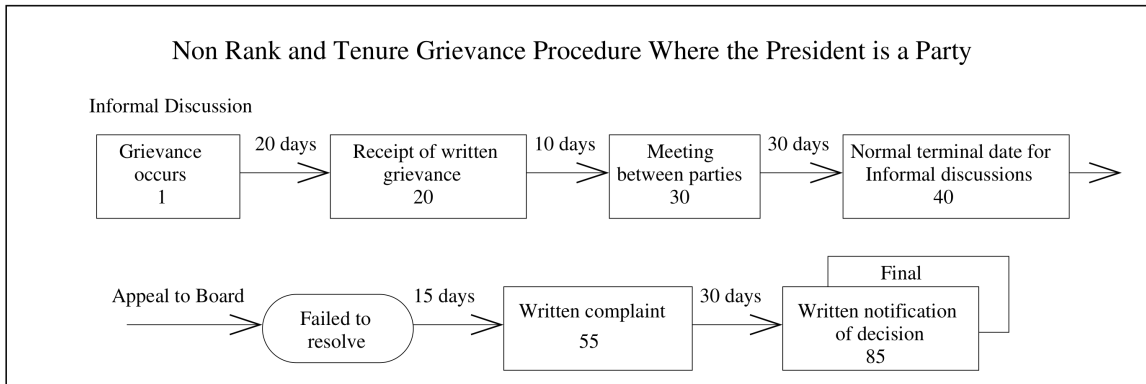 Non Rank and Tenure Grievance Procedure Where the President is a Party
Informal Discussion
Grievance
occurs
1
20 days
Receipt of written
grievance
20
10 days
Meeting
between parties
30
30 days
Normal terminal date for
Informal discussions
40
Appeal to Board
Failed to
resolve
15 days
Written complaint
55
30 days
Final
Written notification
of decision
85